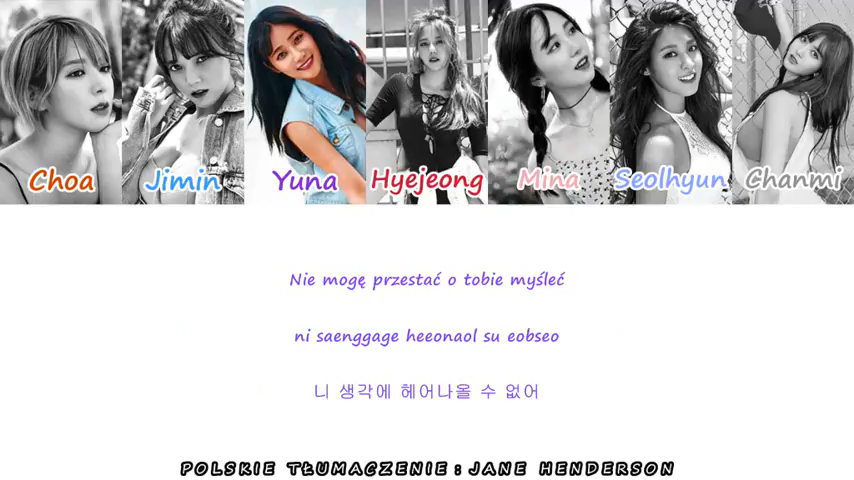 Choa Jimin Yuna Hyejeong Mina Seolhyun Chanmi
Nie mogę przestać o tobie myśleć
ni saenggage heeonaol su eobseo
니 생각에 헤어나올 수 없어
POLSKIE TŁUMACZENIE : JANE HENDERSON